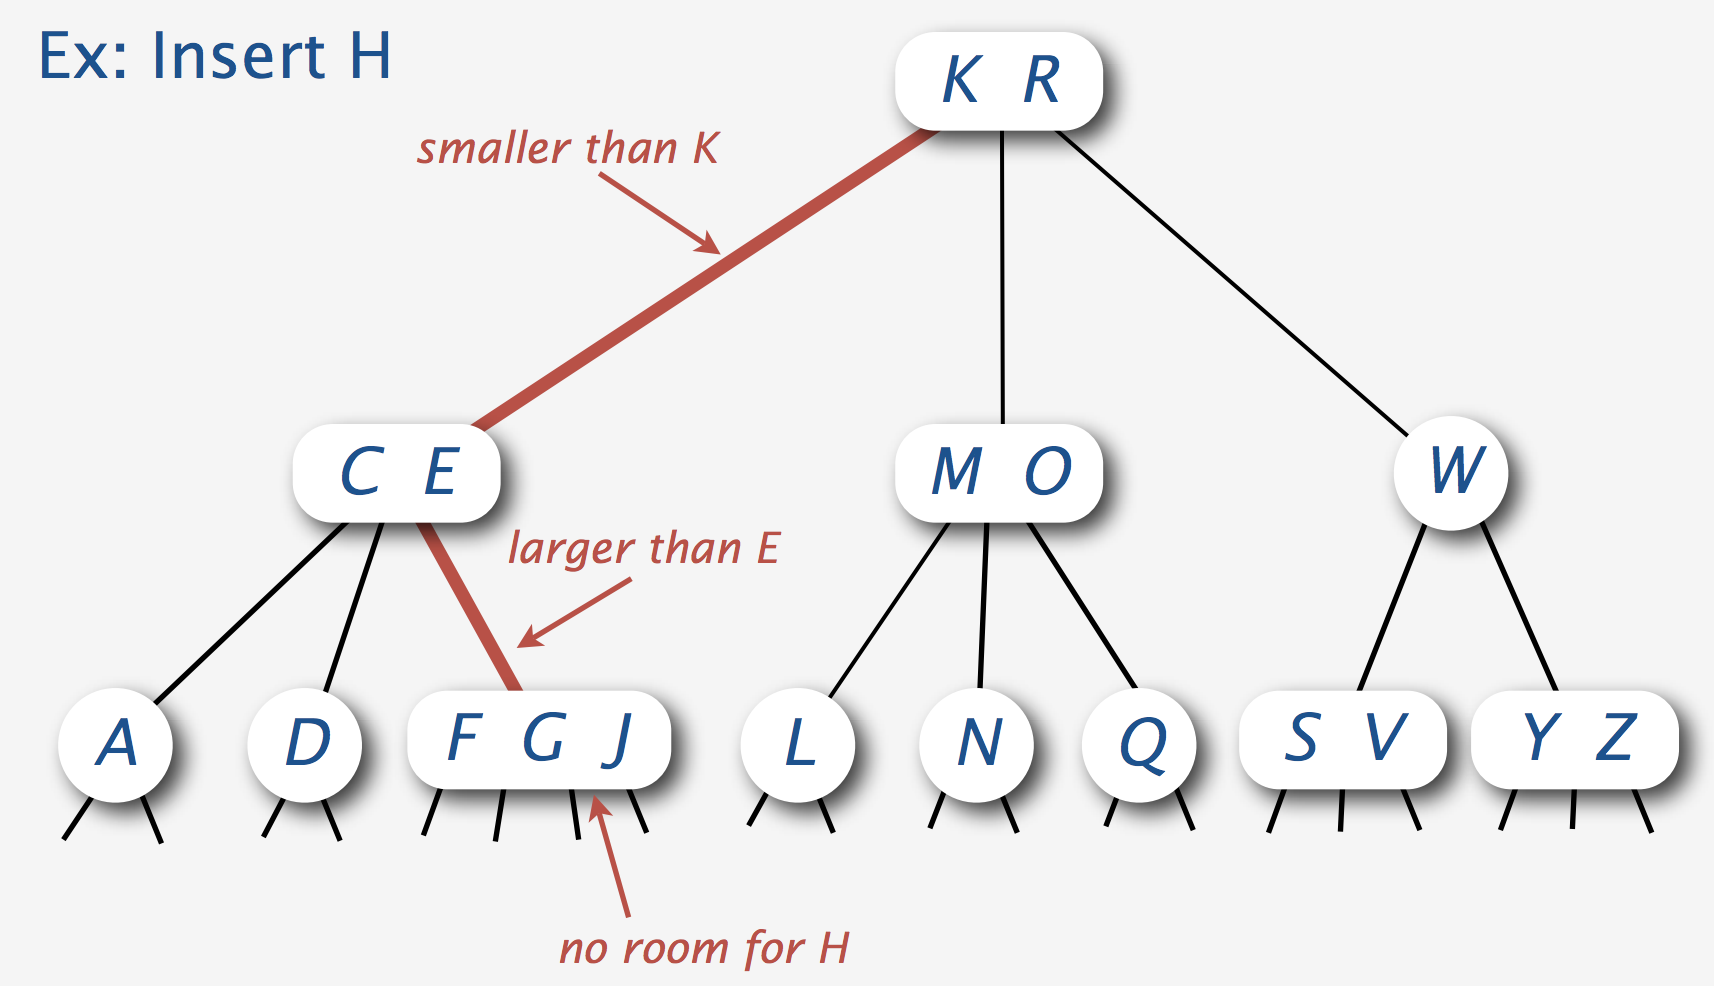 Ex: Insert H
K R
smaller than K
C E
M O
W
larger than E
A
D
F G J
L
N
Q
S V
Y Z
no room for H